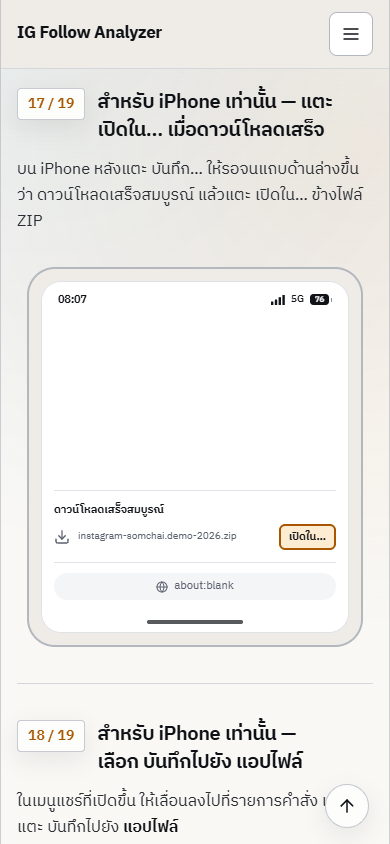 IG Follow Analyzer
17 / 19
สำหรับ iPhone เท่านั้น — แตะ
เปิดใน... เมื่อดาวน์โหลดเสร็จ
บน iPhone หลังแตะ บันทึก... ให้รอจนแถบด้านล่างขึ้น
ว่า ดาวน์โหลดเสร็จสมบูรณ์ แล้วแตะ เปิดใน... ข้างไฟล์
ZIP
08:07
5G
76
ดาวน์โหลดเสร็จสมบูรณ์
instagram-somchai.demo-2026.zip
เปิดใน...
about:blank
18 / 19
สำหรับ iPhone เท่านั้น —
เลือก บันทึกไปยัง แอปไฟล์
ในเมนูแชร์ที่เปิดขึ้น ให้เลื่อนลงไปที่รายการคำสั่ง
แตะ บันทึกไปยัง แอปไฟล์